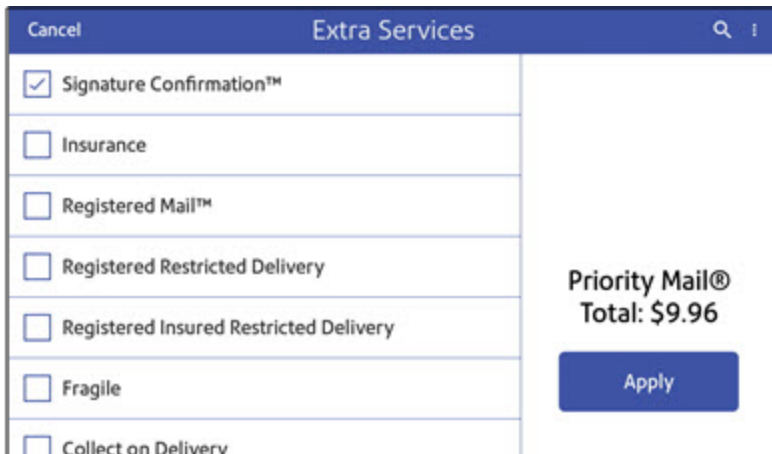 Cancel
Extra Services
Signature Confirmation™
Insurance
Registered Mail™
Registered Restricted Delivery
Registered Insured Restricted Delivery
Fragile
Collect on Delivery
Priority Mail®
Total: $9.96
Apply